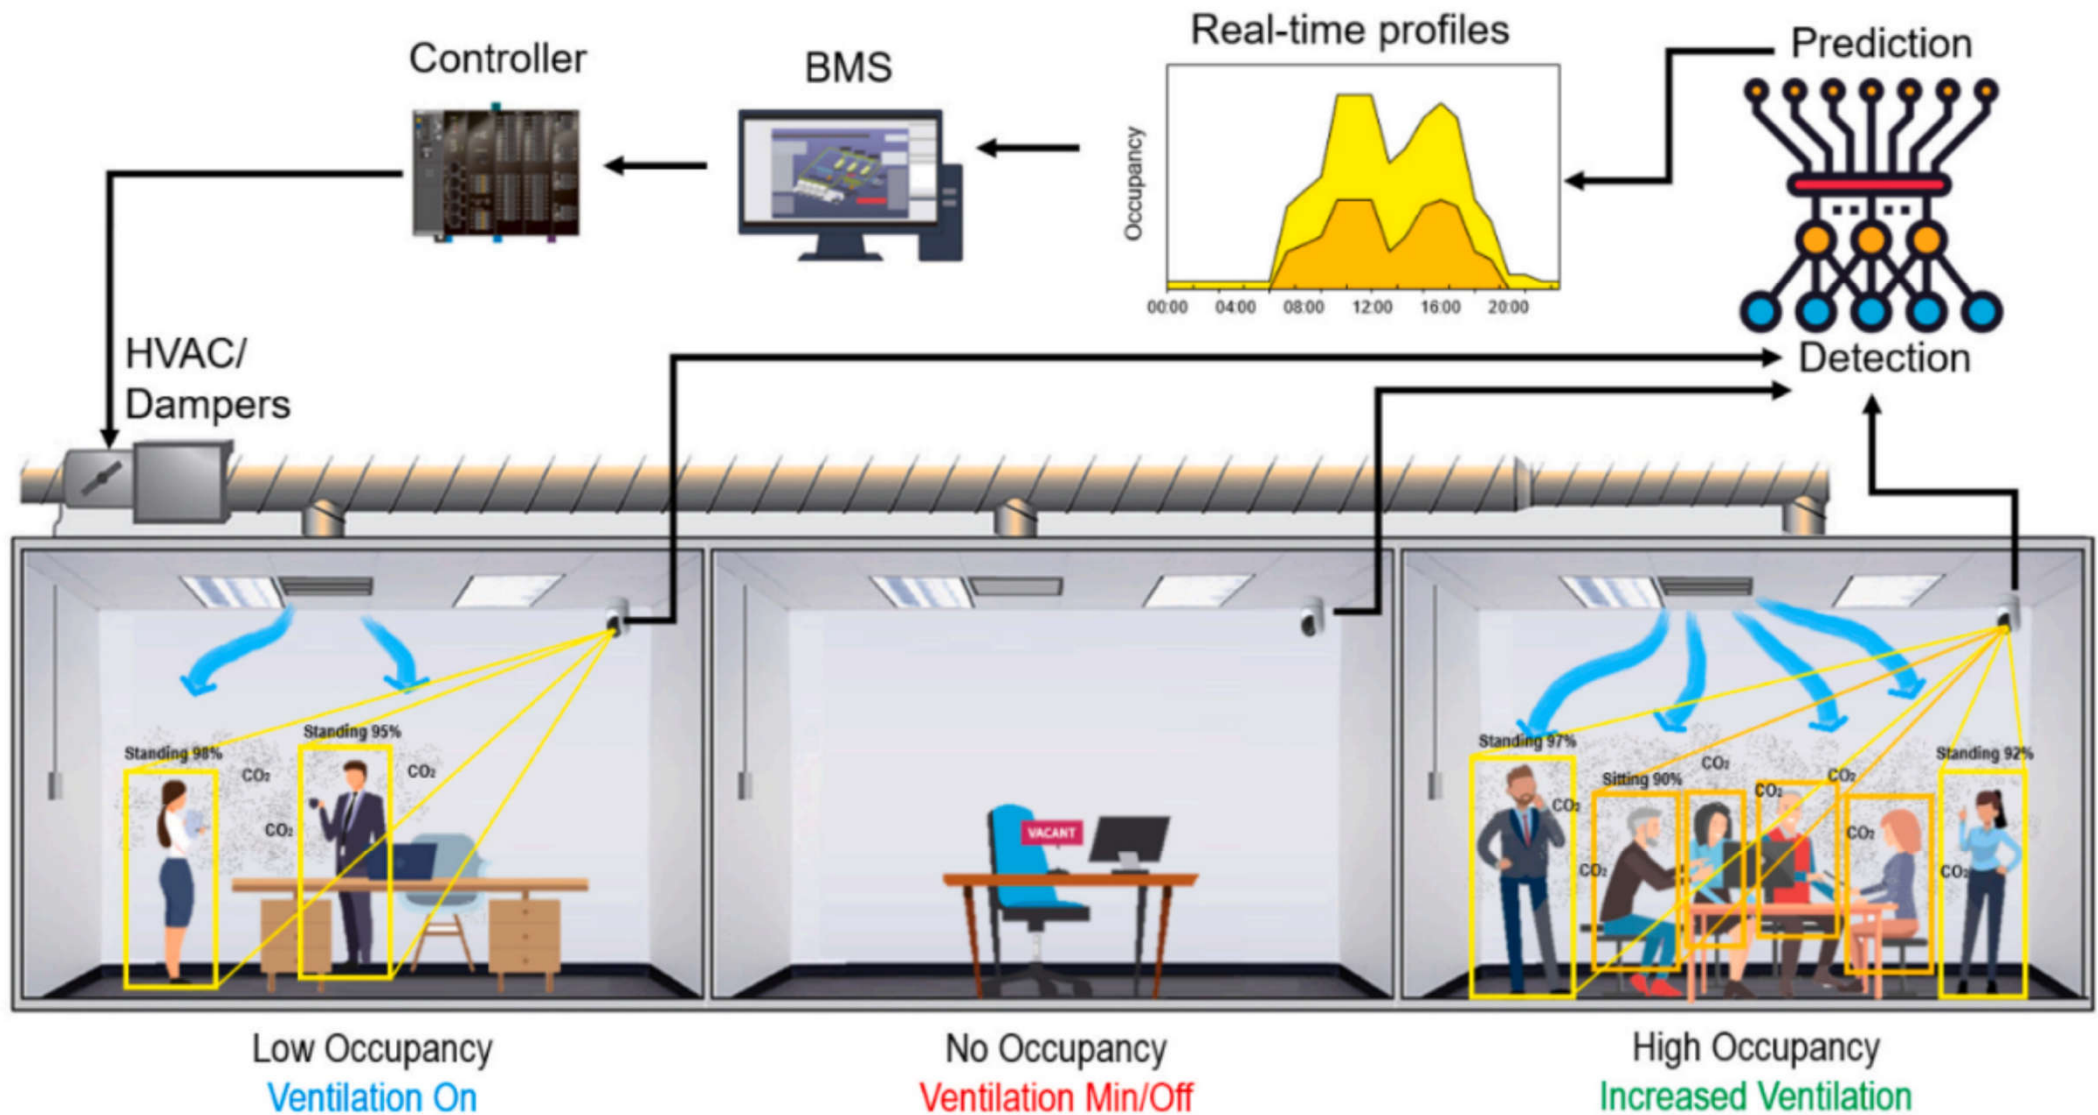 Controller
BMS
Real-time profiles
Prediction
Occupancy
00:00 04:00 08:00 12:00 16:00 20:00
HVAC/
Dampers
Detection
Standing 98%
Standing 95%
CO₂
CO₂
CO₂
VACANT
Standing 97%
Sitting 90%
Standing 92%
CO₂
CO₂
CO₂
CO₂
CO₂
CO₂
CO₂
Low Occupancy
Ventilation On
No Occupancy
Ventilation Min/Off
High Occupancy
Increased Ventilation